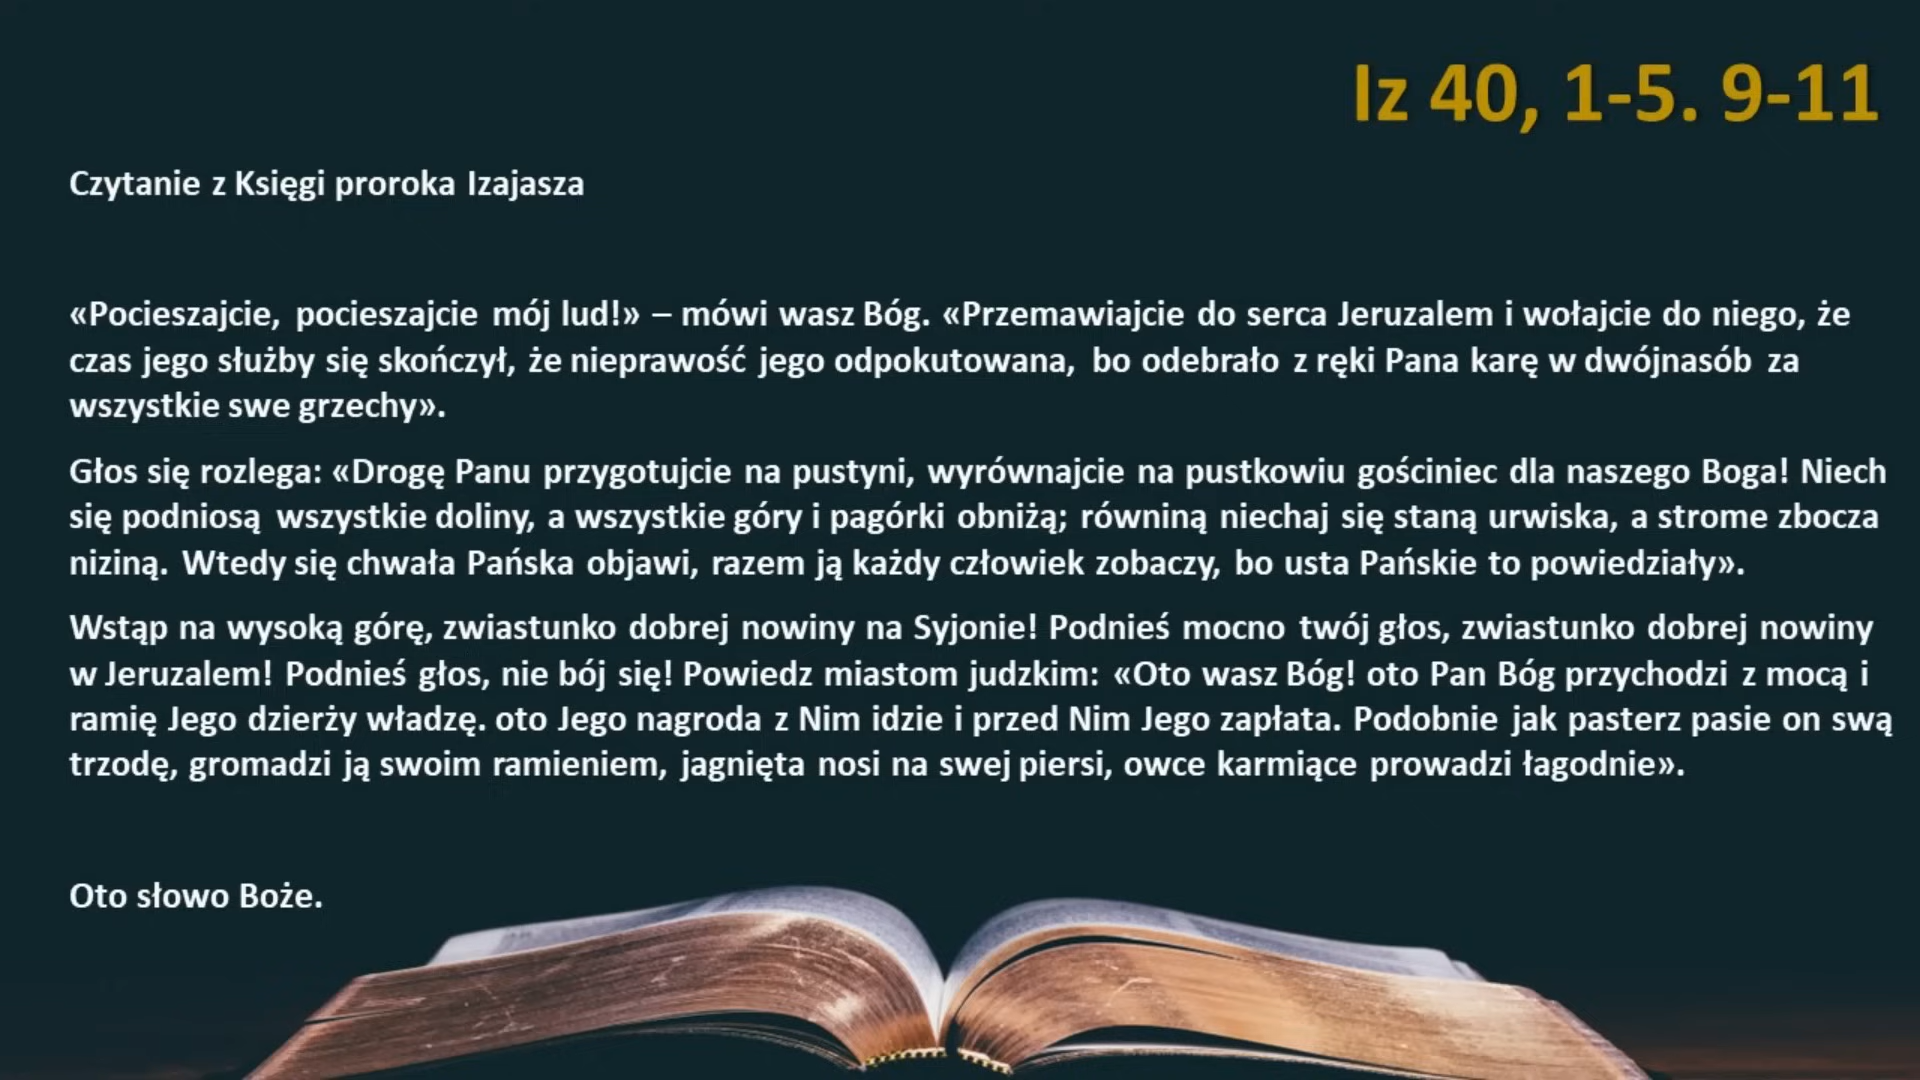 Iz 40, 1-5. 9-11
Czytanie z Księgi proroka Izajasza
«Pocieszajcie, pocieszajcie mój lud!» – mówi wasz Bóg. «Przemawiajcie do serca Jeruzalem i wołajcie do niego, że
czas jego służby się skończył, że nieprawość jego odpokutowana, bo odebrało z ręki Pana karę w dwójnasób za
wszystkie swe grzechy».
Głos się rozlega: «Drogę Panu przygotujcie na pustyni, wyrównajcie na pustkowiu gościniec dla naszego Boga! Niech
się podniosą wszystkie doliny, a wszystkie góry i pagórki obniżą; równiną niechaj się staną urwiska, a strome zbocza
niziną. Wtedy się chwała Pańska objawi, razem ją każdy człowiek zobaczy, bo usta Pańskie to powiedziały».
Wstąp na wysoką górę, zwiastunko dobrej nowiny na Syjonie! Podnieś mocno twój głos, zwiastunko dobrej nowiny
w Jeruzalem! Podnieś głos, nie bój się! Powiedz miastom judzkim: «Oto wasz Bóg! oto Pan Bóg przychodzi z mocą i
ramię Jego dzierży władzę. oto Jego nagroda z Nim idzie i przed Nim Jego zapłata. Podobnie jak pasterz pasie on swą
trzodę, gromadzi ją swoim ramieniem, jagnięta nosi na swej piersi, owce karmiące prowadzi łagodnie».
Oto słowo Boże.